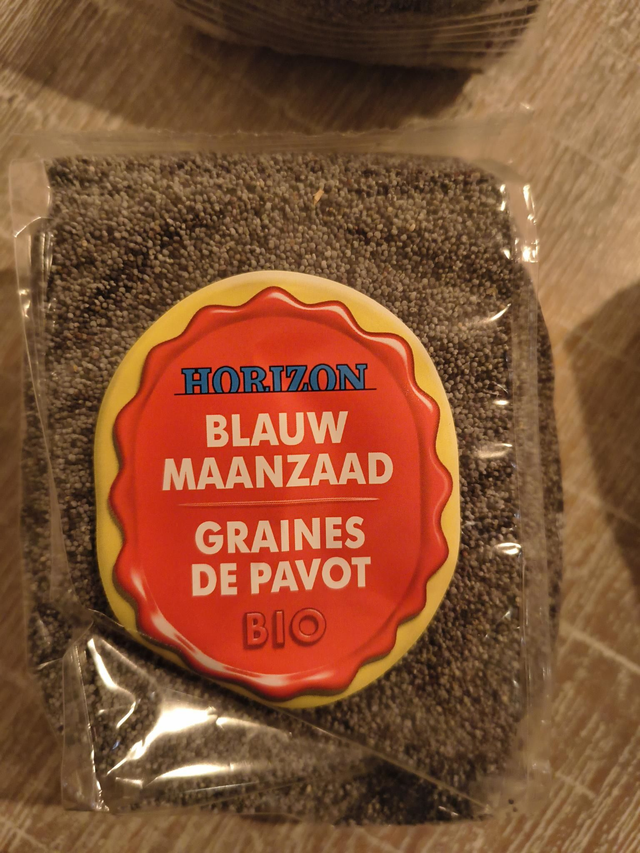 HORIZON
BLAUW
MAANZAAD
GRAINES
DE PAVOT
BIO